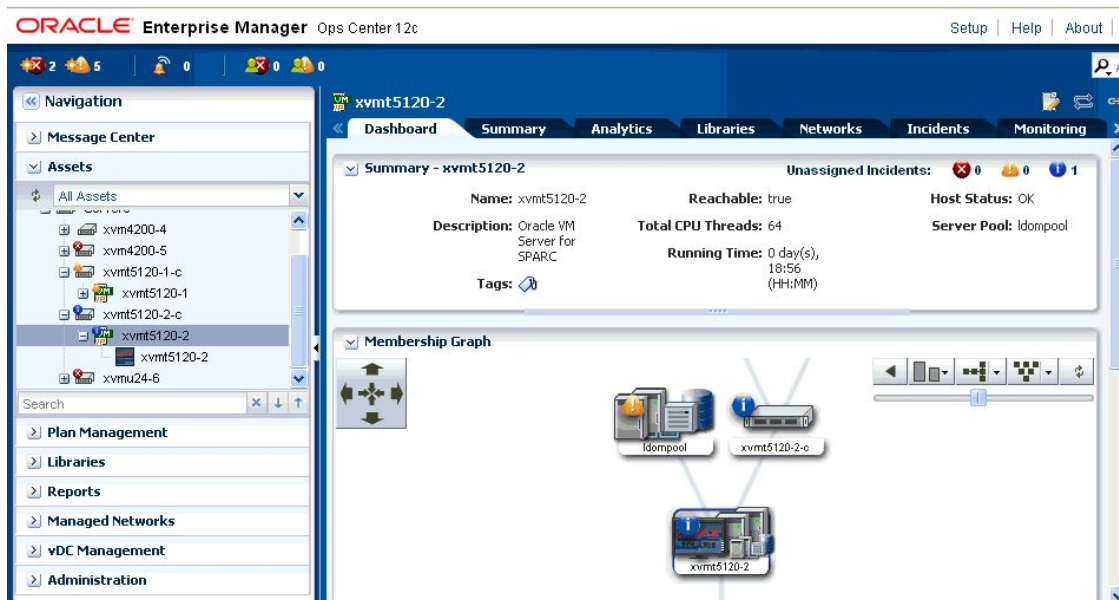 ORACLE Enterprise Manager Ops Center 12c
Setup | Help | About |
2 5 0 0 0
Navigation
Message Center
Assets
All Assets
Servers
xvm4200-4
xvm4200-5
xvmt5120-1-c
xvmt5120-1
xvmt5120-2-c
xvmt5120-2
xvmt5120-2
xvmu24-6
Search
Plan Management
Libraries
Reports
Managed Networks
vDC Management
Administration
xvmt5120-2
Dashboard Summary Analytics Libraries Networks Incidents Monitoring
Summary - xvmt5120-2
Unassigned Incidents: 0 0 1
Name: xvmt5120-2
Description: Oracle VM
Server for
SPARC
Tags:
Reachable: true
Total CPU Threads: 64
Running Time: 0 day(s),
18:56
(HH:MM)
Host Status: OK
Server Pool: ldompool
Membership Graph
ldompool
xvmt5120-2-c
xvmt5120-2